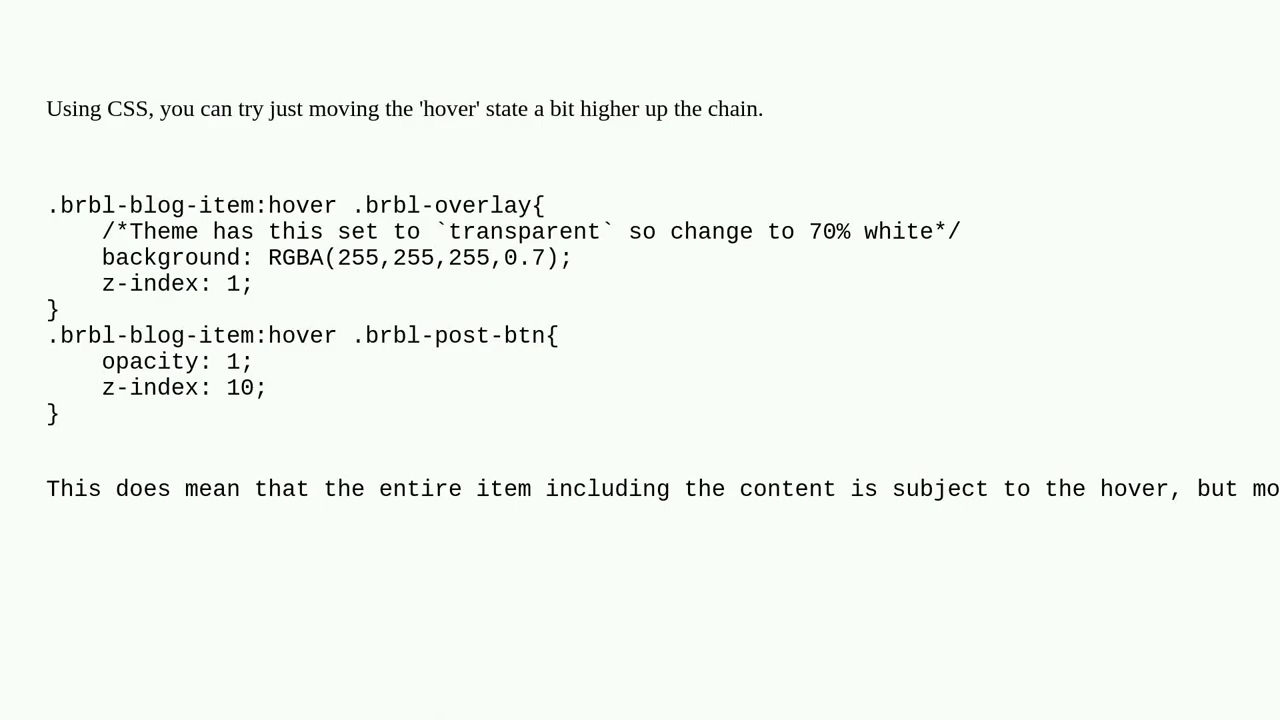 Using CSS, you can try just moving the 'hover' state a bit higher up the chain.
.brbl-blog-item:hover .brbl-overlay{
    /*Theme has this set to `transparent` so change to 70% white*/
    background: RGBA(255,255,255,0.7);
    z-index: 1;
}
.brbl-blog-item:hover .brbl-post-btn{
    opacity: 1;
    z-index: 10;
}
This does mean that the entire item including the content is subject to the hover, but